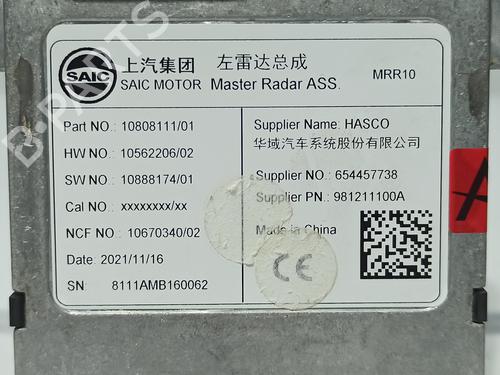 SAIC
上汽集团
SAIC MOTOR
左雷达总成
Master Radar ASS.
MRR10
Part NO.: 10808111/01
HW NO.: 10562206/02
SW NO.: 10888174/01
Cal NO.: xxxxxxxx/xx
NCF NO: 10670340/02
Date: 2021/11/16
SN: 8111AMB160062
Supplier Name: HASCO
华域汽车系统股份有限公司
Supplier NO.: 654457738
Supplier PN.: 981211100A
Made in China
CE
B-PARTS